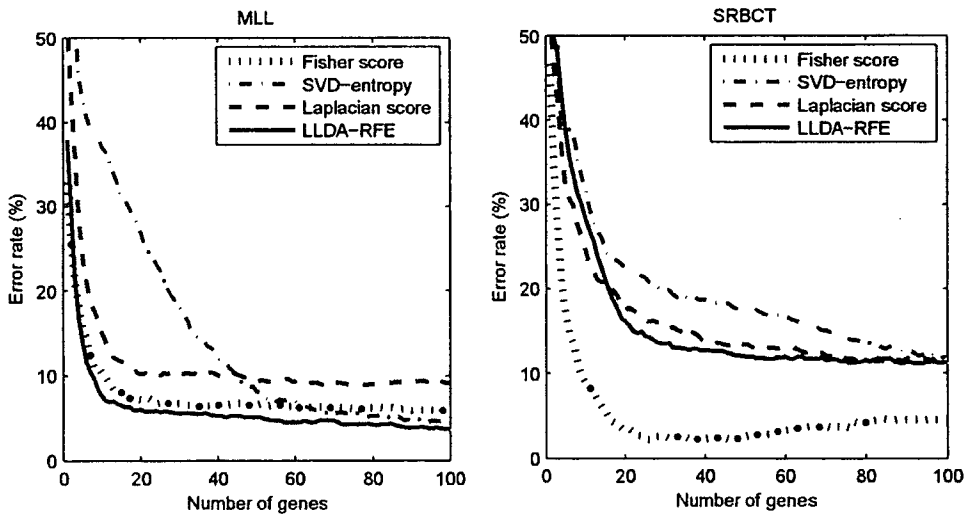 MLL
50
40
30
20
10
0
Error rate (%)
Fisher score
SVD-entropy
Laplacian score
LLDA-RFE
0 20 40 60 80 100
Number of genes
SRBCT
50
40
30
20
10
0
Error rate (%)
Fisher score
SVD-entropy
Laplacian score
LLDA-RFE
0 20 40 60 80 100
Number of genes